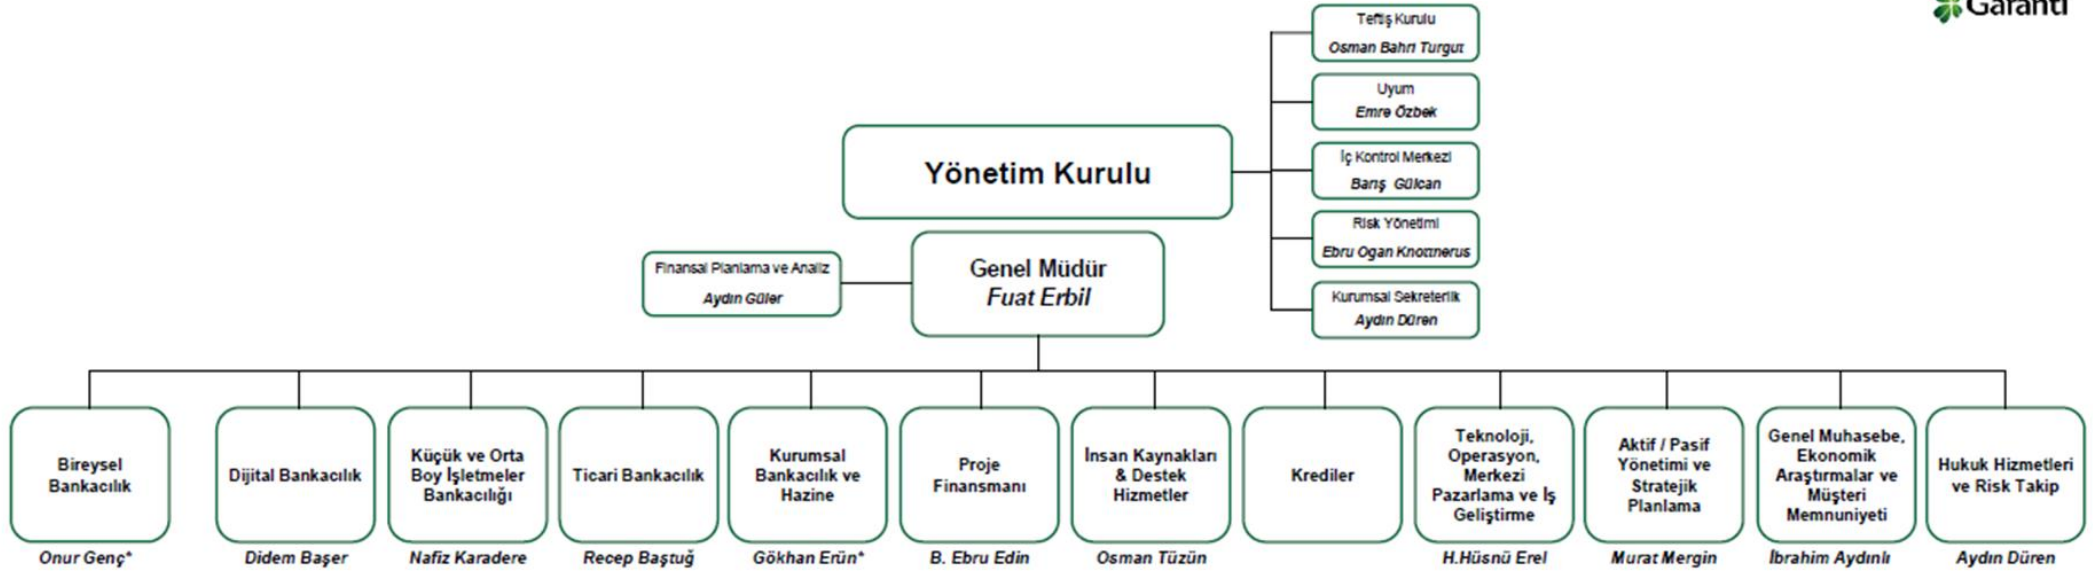 Garanti
Teftiş Kurulu
Osman Bahri Turgut
Uyum
Emre Özbek
İç Kontrol Merkezi
Barış Gülcan
Risk Yönetimi
Ebru Ogan Knottnerus
Kurumsal Sekreterlik
Aydın Düren
Yönetim Kurulu
Genel Müdür
Fuat Erbil
Finansal Planlama ve Analiz
Aydın Güler
Bireysel
Bankacılık
Onur Genç*
Dijital Bankacılık
Didem Başer
Küçük ve Orta
Boy İşletmeler
Bankacılığı
Nafiz Karadere
Ticari Bankacılık
Recep Baştuğ
Kurumsal
Bankacılık ve
Hazine
Gökhan Erün*
Proje
Finansmanı
B. Ebru Edin
İnsan Kaynakları
& Destek
Hizmetler
Osman Tüzün
Krediler
Teknoloji,
Operasyon,
Merkezi
Pazarlama ve İş
Geliştirme
H.Hüsnü Erel
Aktif / Pasif
Yönetimi ve
Stratejik
Planlama
Murat Mergin
Genel Muhasebe,
Ekonomik
Araştırmalar ve
Müşteri
Memnuniyeti
İbrahim Aydınlı
Hukuk Hizmetleri
ve Risk Takip
Aydın Düren